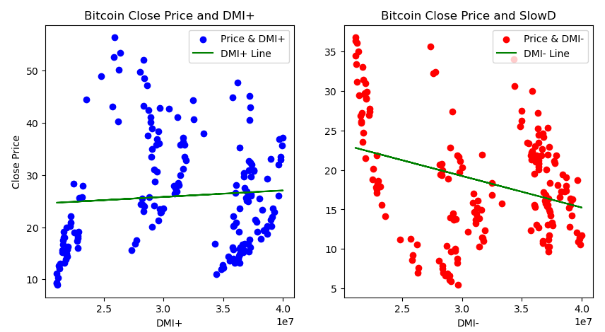 Bitcoin Close Price and DMI+
Price & DMI+
DMI+ Line
Close Price
50
40
30
20
10
2.5
3.0
3.5
4.0
1e7
DMI+
Bitcoin Close Price and SlowD
Price & DMI-
DMI- Line
35
30
25
20
15
10
5
2.5
3.0
3.5
4.0
1e7
DMI-